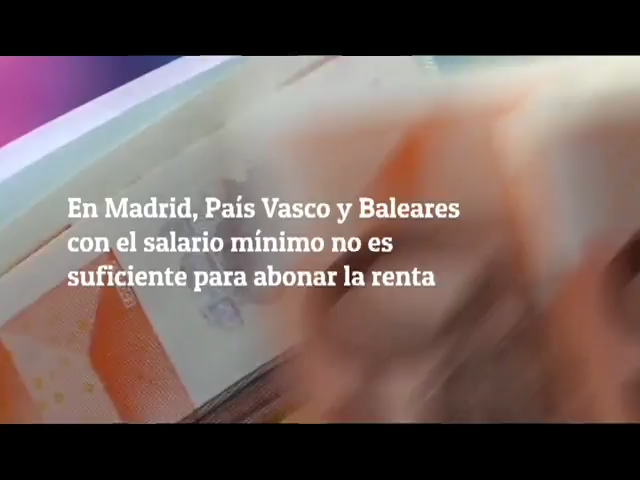 En Madrid, País Vasco y Baleares
con el salario mínimo no es
suficiente para abonar la renta